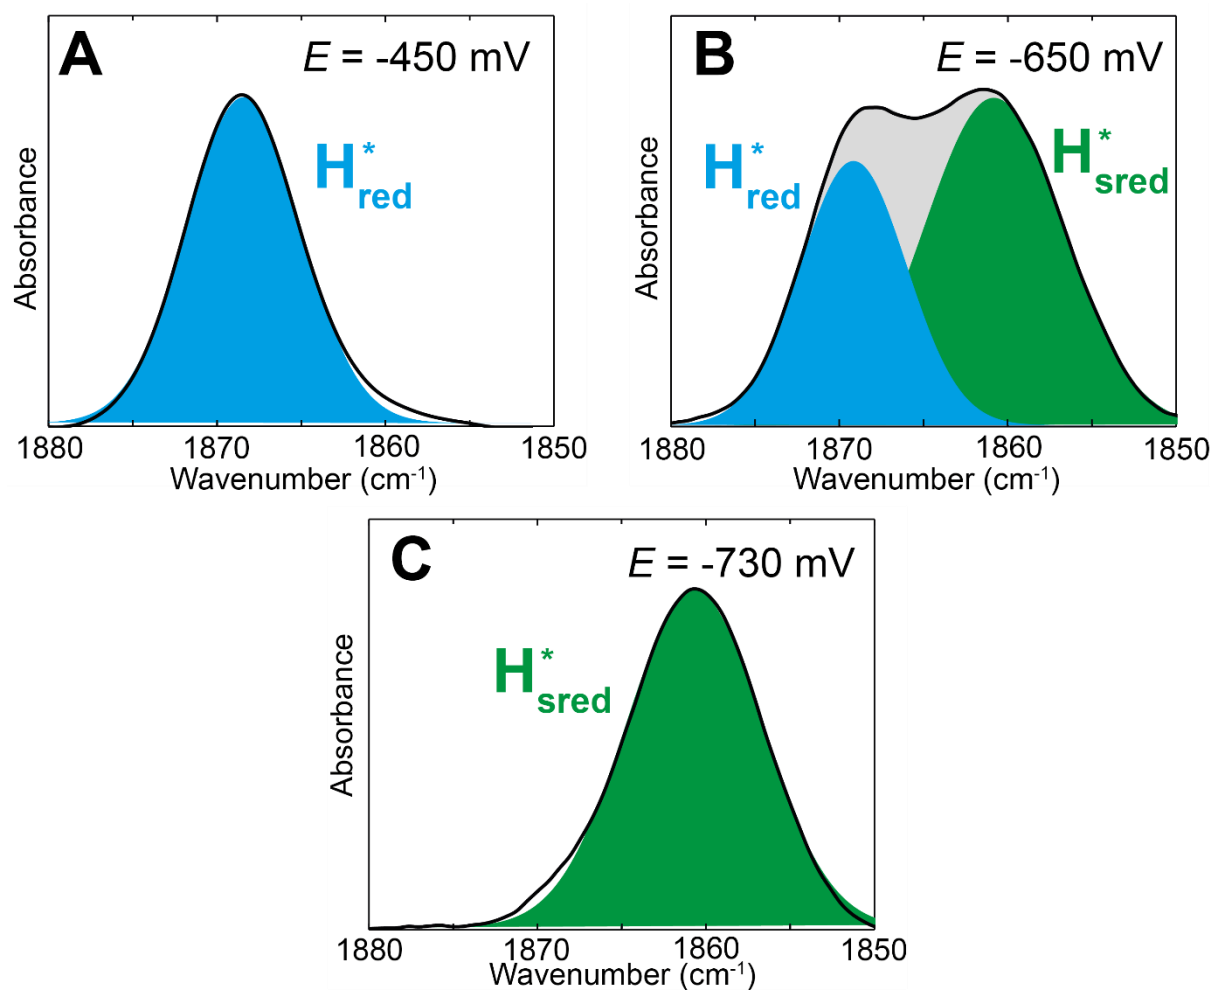 A
E = -450 mV
H*red
Absorbance
1880 1870 1860 1850
Wavenumber (cm-1)
B
E = -650 mV
H*red
H*sred
Absorbance
1880 1870 1860 1850
Wavenumber (cm-1)
C
E = -730 mV
H*sred
Absorbance
1880 1870 1860 1850
Wavenumber (cm-1)